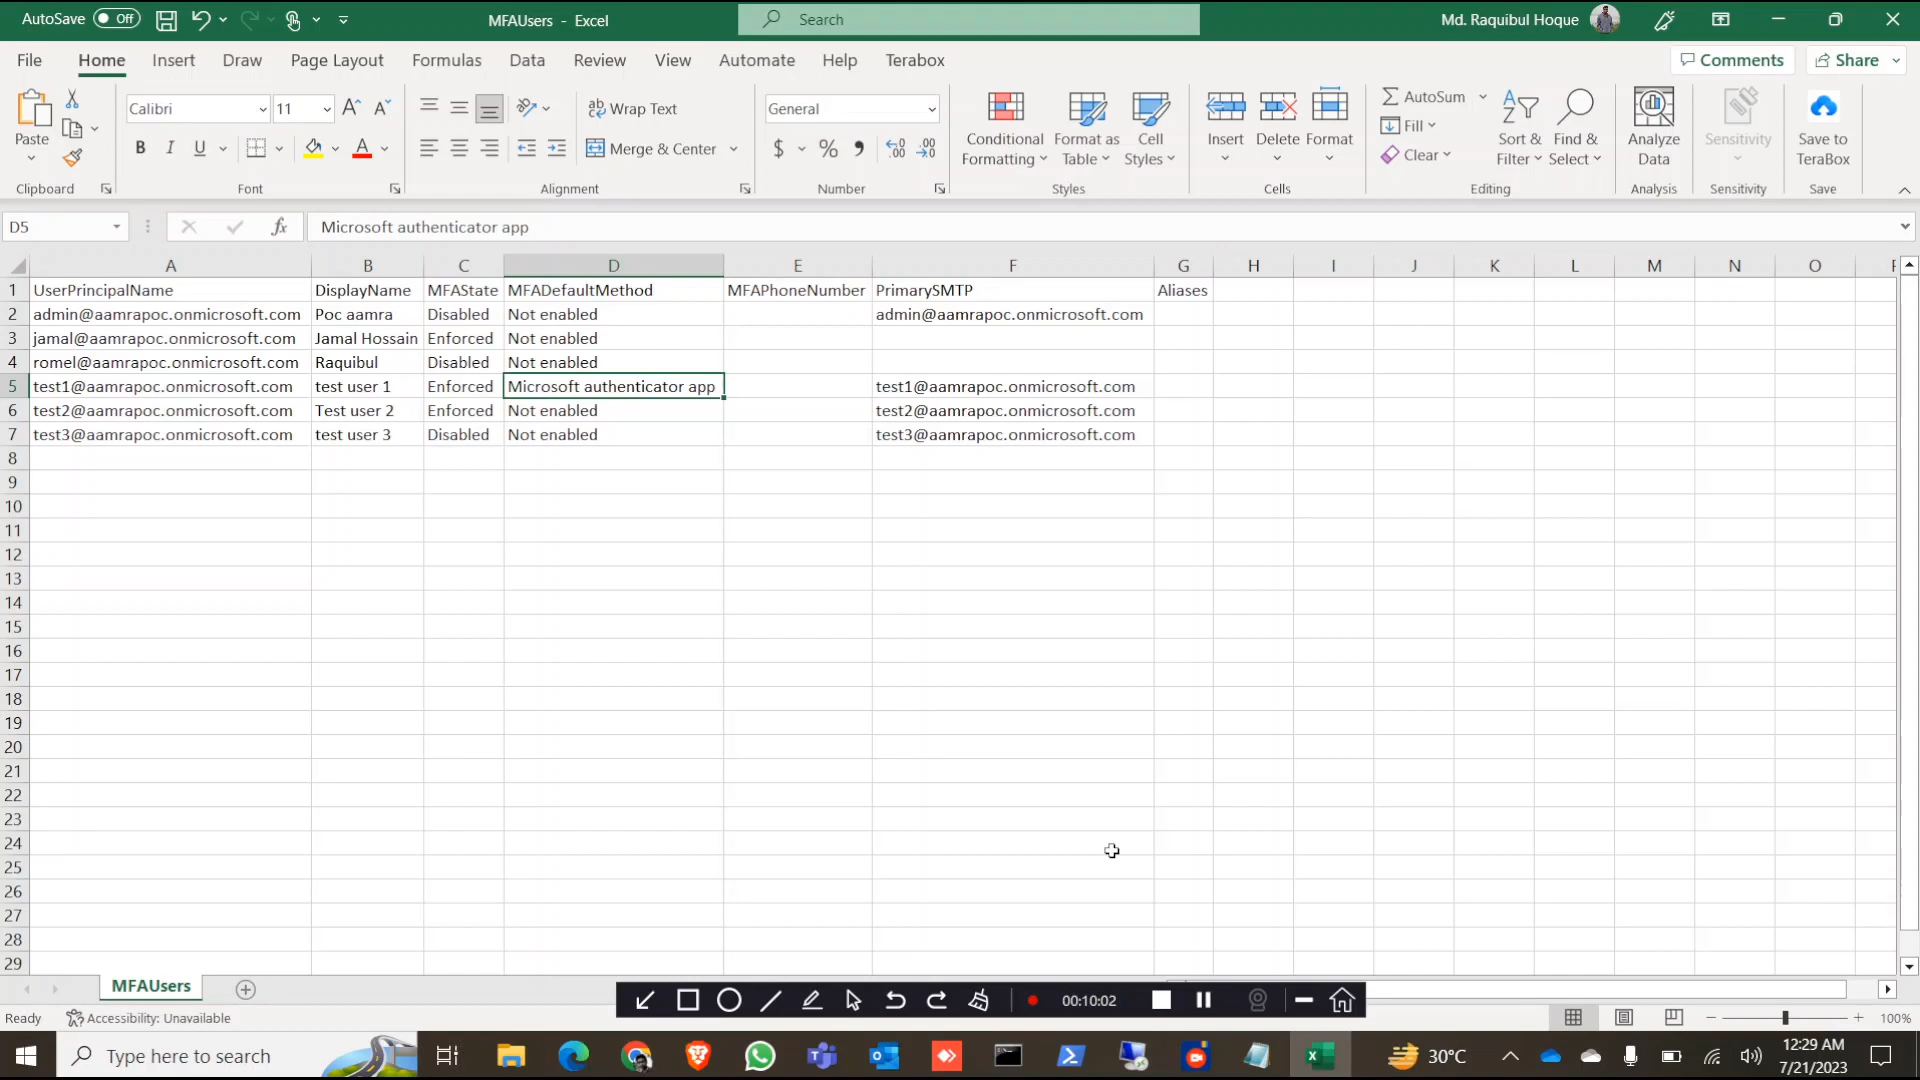 AutoSave Off MFAUsers - Excel Search Md. Raquibul Hoque
File Home Insert Draw Page Layout Formulas Data Review View Automate Help Terabox Comments Share
Paste Calibri 11 Wrap Text General Conditional Formatting Format as Table Cell Styles Insert Delete Format AutoSum Fill Clear Sort & Filter Find & Select Analyze Data Sensitivity Save to TeraBox
B I U A Merge & Center $ %
Clipboard Font Alignment Number Styles Cells Editing Analysis Sensitivity Save
D5 fx Microsoft authenticator app
A B C D E F G H I J K L M N O
1 UserPrincipalName DisplayName MFAState MFADefaultMethod MFAPhoneNumber PrimarySMTP Aliases
2 admin@aamrapoc.onmicrosoft.com Poc aamra Disabled Not enabled admin@aamrapoc.onmicrosoft.com
3 jamal@aamrapoc.onmicrosoft.com Jamal Hossain Enforced Not enabled
4 romel@aamrapoc.onmicrosoft.com Raquibul Disabled Not enabled
5 test1@aamrapoc.onmicrosoft.com test user 1 Enforced Microsoft authenticator app test1@aamrapoc.onmicrosoft.com
6 test2@aamrapoc.onmicrosoft.com Test user 2 Enforced Not enabled test2@aamrapoc.onmicrosoft.com
7 test3@aamrapoc.onmicrosoft.com test user 3 Disabled Not enabled test3@aamrapoc.onmicrosoft.com
8
9
10
11
12
13
14
15
16
17
18
19
20
21
22
23
24
25
26
27
28
29
MFAUsers
00:10:02
Ready Accessibility: Unavailable 100%
Type here to search 30°C 12:29 AM
7/21/2023